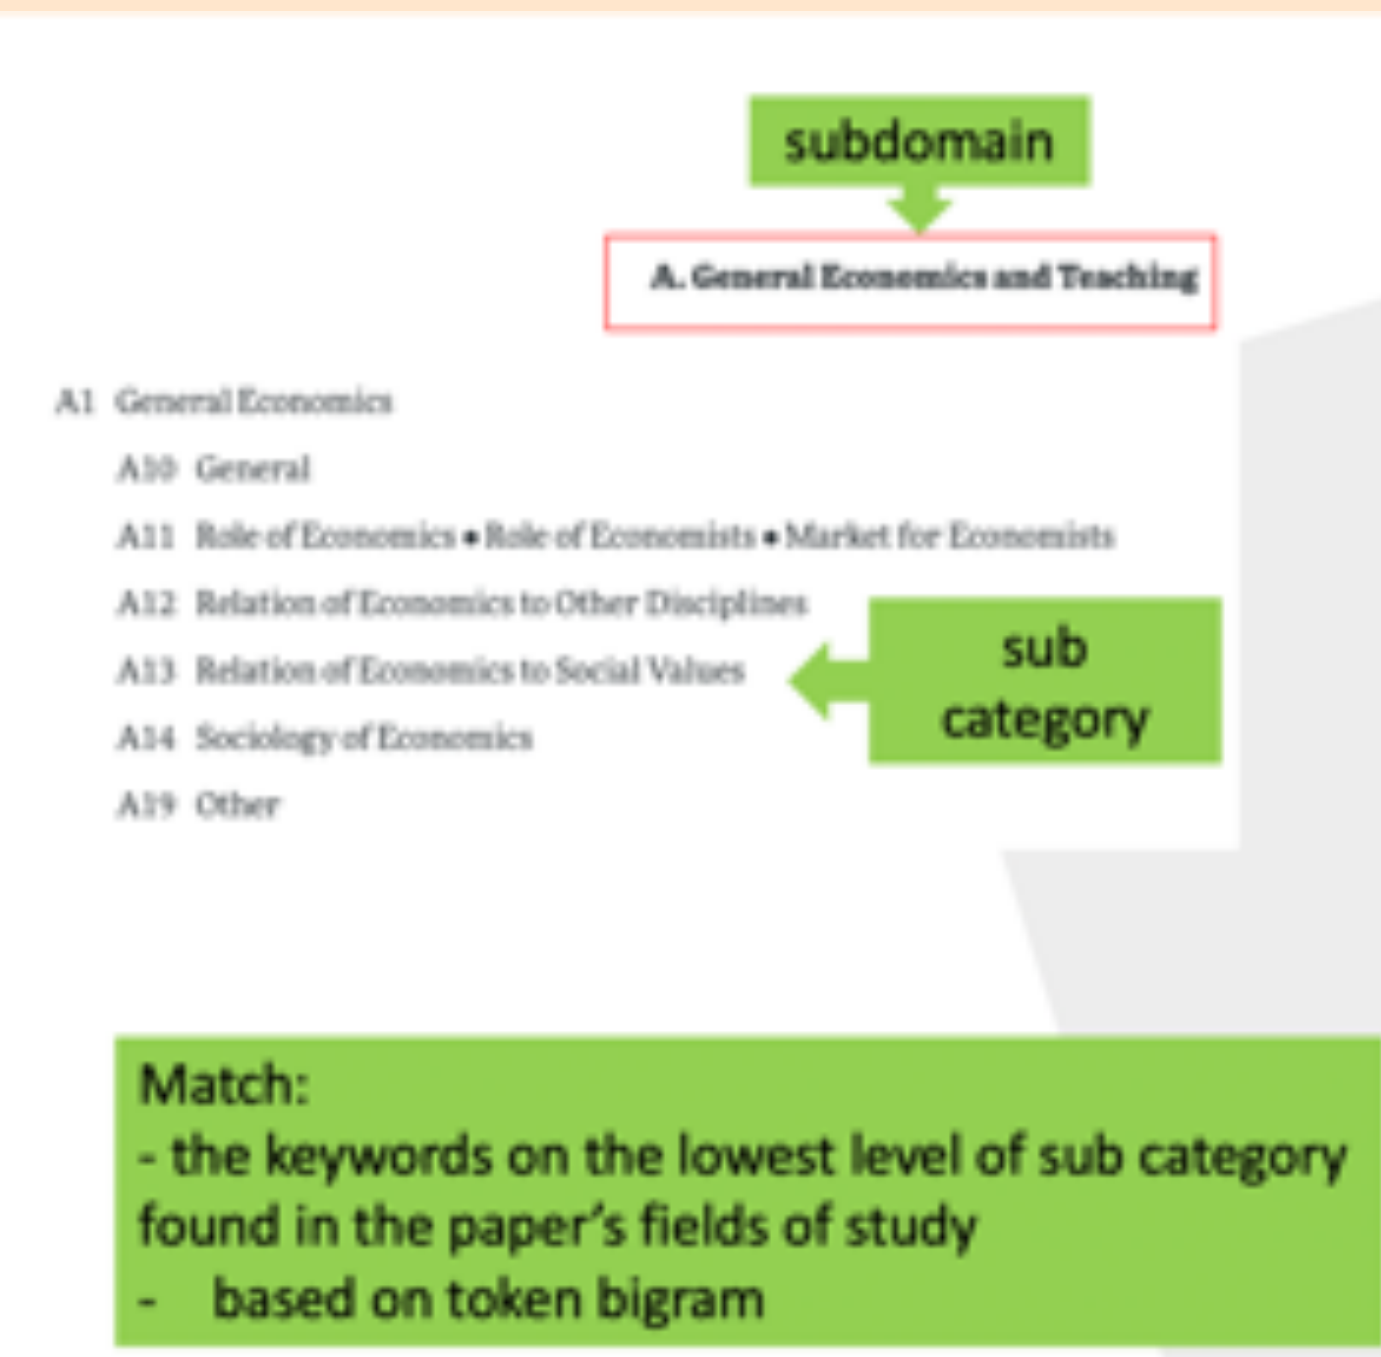 subdomain
A. General Economics and Teaching
A1 General Economics
A10 General
A11 Role of Economics • Role of Economists • Market for Economists
A12 Relation of Economics to Other Disciplines
A13 Relation of Economics to Social Values
sub
category
A14 Sociology of Economics
A19 Other
Match:
- the keywords on the lowest level of sub category
found in the paper’s fields of study
- based on token bigram